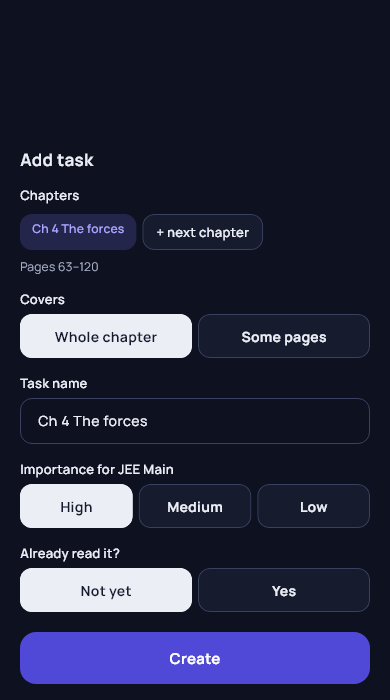 Add task
Chapters
Ch 4 The forces
+ next chapter
Pages 63–120
Covers
Whole chapter
Some pages
Task name
Ch 4 The forces
Importance for JEE Main
High
Medium
Low
Already read it?
Not yet
Yes
Create